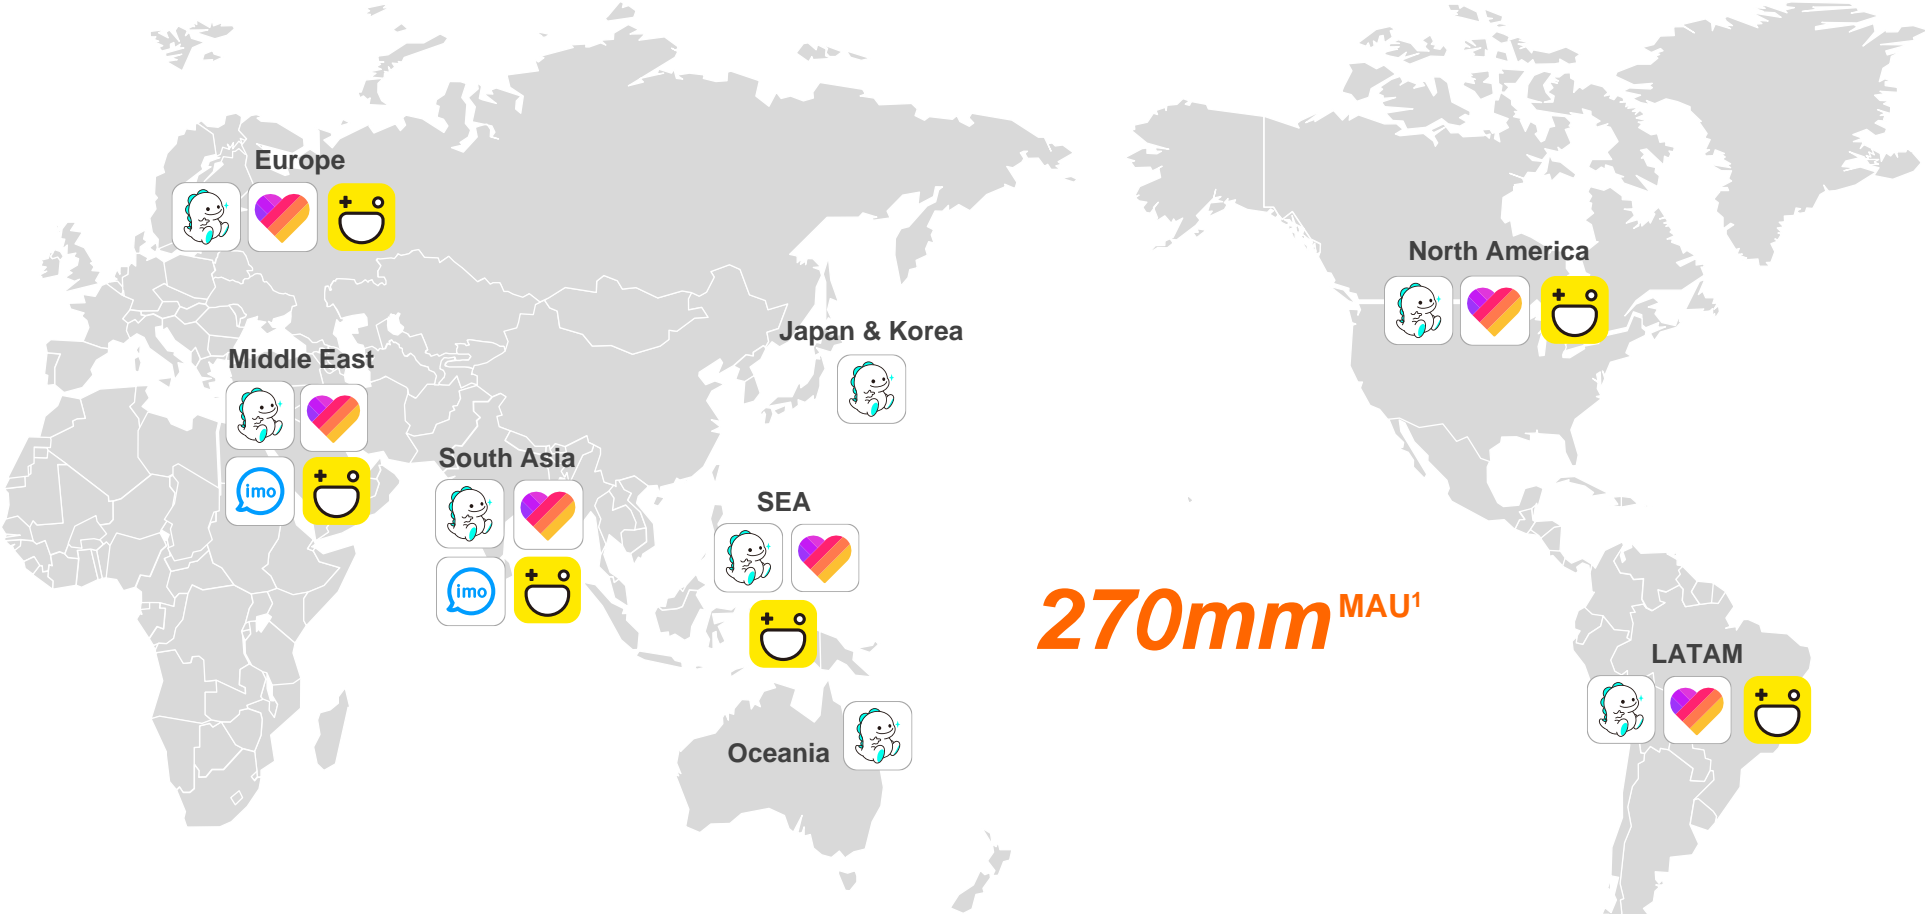 Europe
North America
Japan & Korea
Middle East
South Asia
imo
SEA
imo
270mm MAU¹
LATAM
Oceania